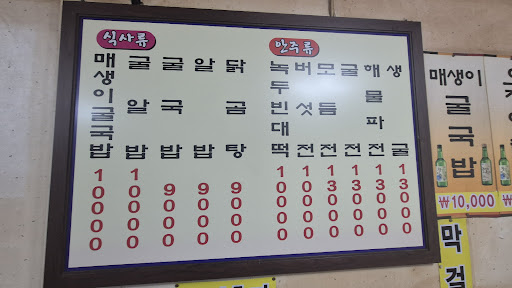 식사류
매생이굴국밥 10000
굴알밥 10000
굴국밥 9000
알밥 9000
닭곰탕 9000
안주류
녹두빈대떡 10000
버섯전 10000
모듬전 13000
굴전 13000
해물파전 13000
생굴 13000
매생이
굴국밥
₩10,000
₩
막걸